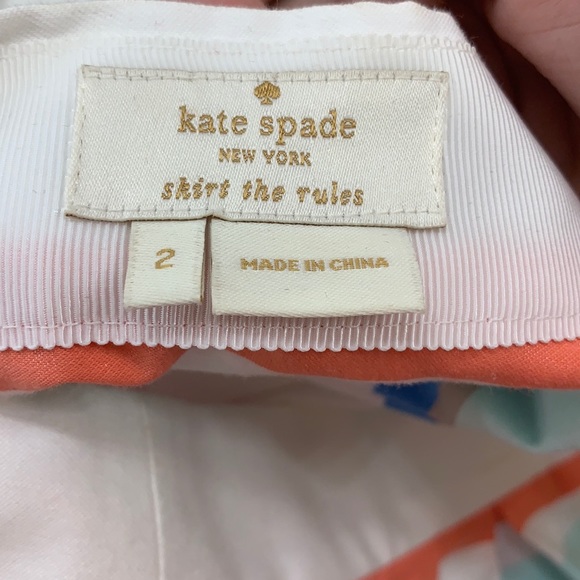 kate spade
NEW YORK
skirt the rules
2
MADE IN CHINA